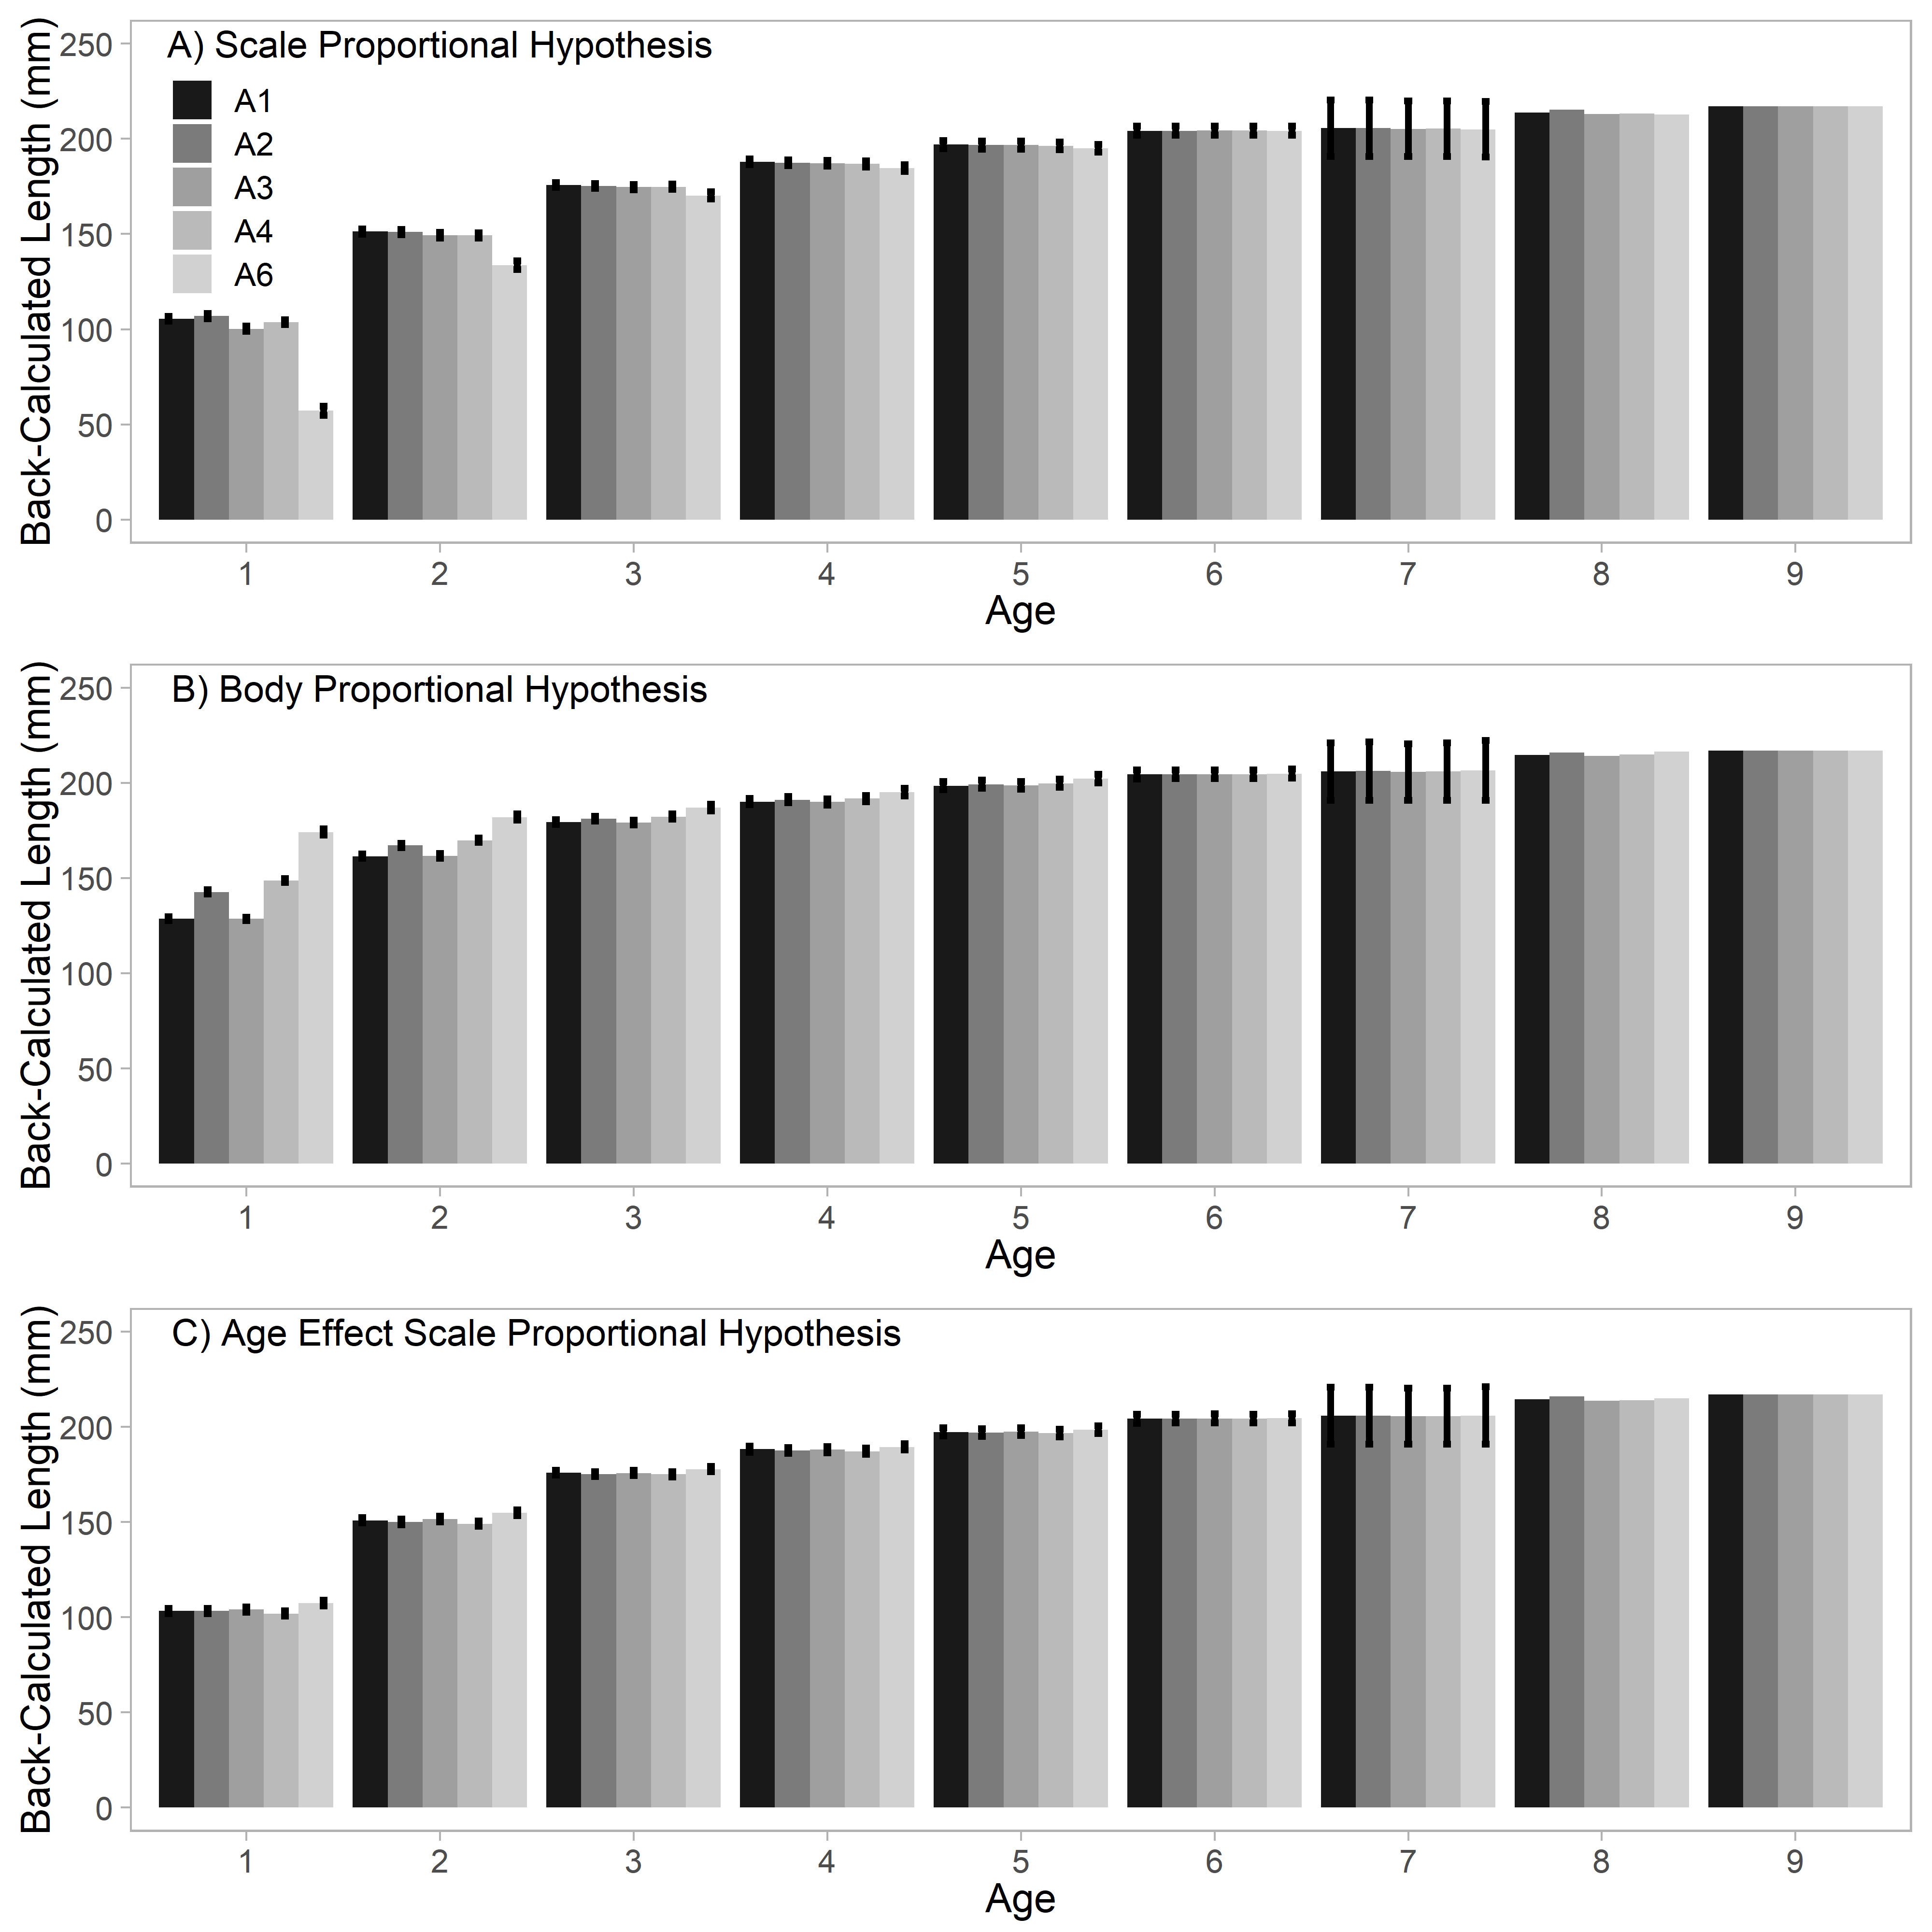 A) Scale Proportional Hypothesis
A1
A2
A3
A4
A6
Back-Calculated Length (mm)
250
200
150
100
50
0
1 2 3 4 5 6 7 8 9
Age
B) Body Proportional Hypothesis
Back-Calculated Length (mm)
250
200
150
100
50
0
1 2 3 4 5 6 7 8 9
Age
C) Age Effect Scale Proportional Hypothesis
Back-Calculated Length (mm)
250
200
150
100
50
0
1 2 3 4 5 6 7 8 9
Age